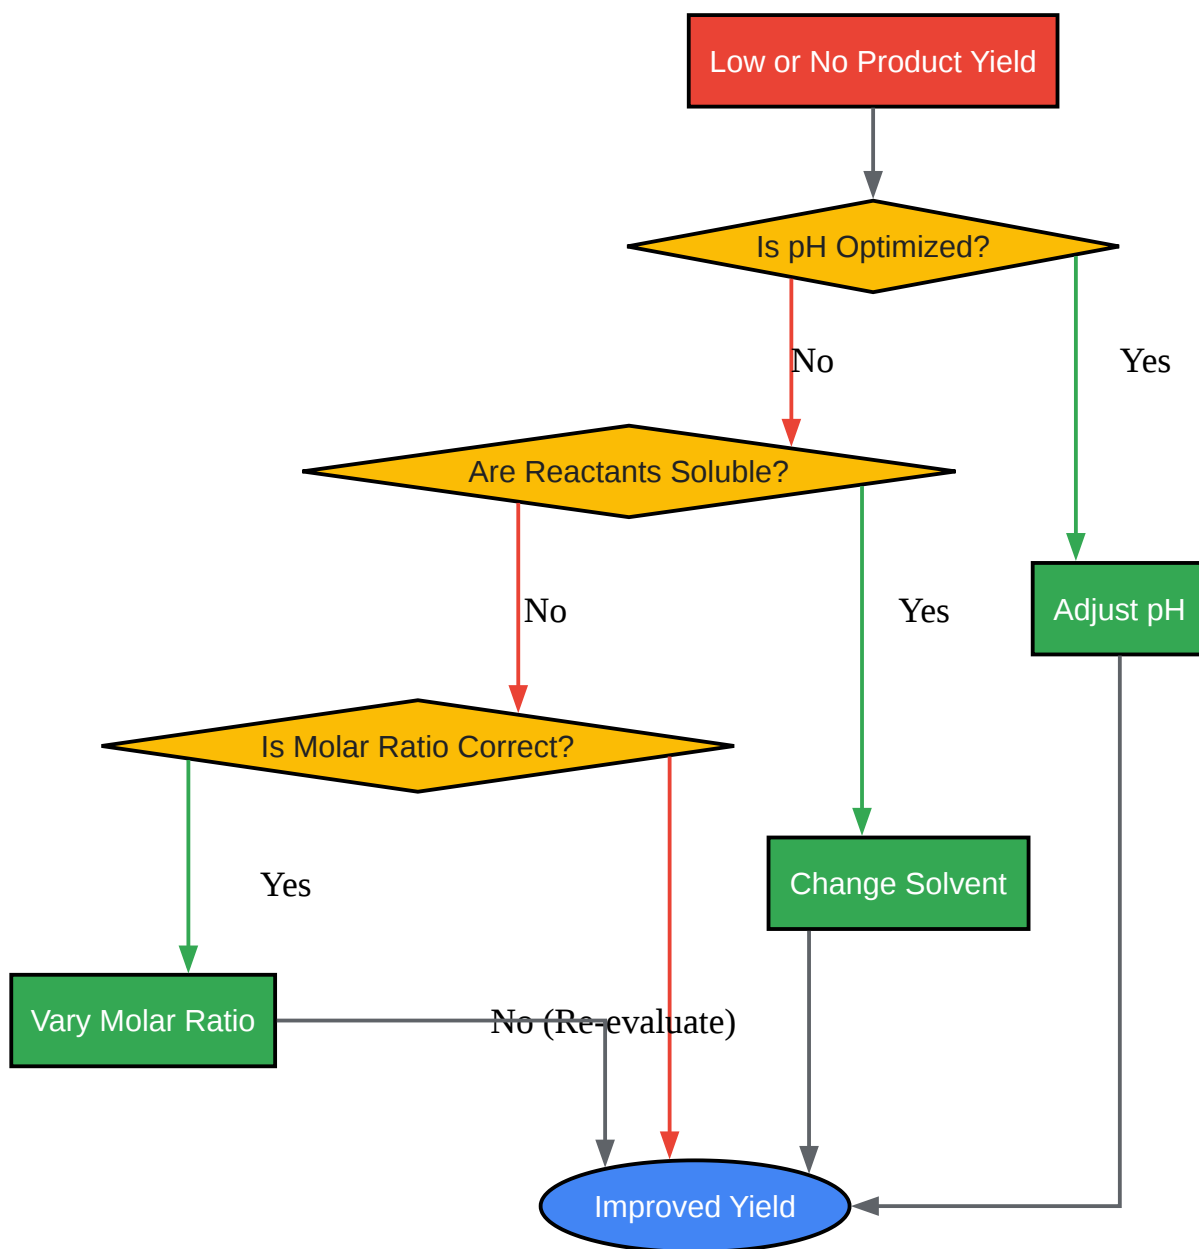 Low or No Product Yield
Is pH Optimized?
No
Yes
Are Reactants Soluble?
No
Yes
Adjust pH
Is Molar Ratio Correct?
Yes
Change Solvent
Vary Molar Ratio
No (Re-evaluate)
Improved Yield